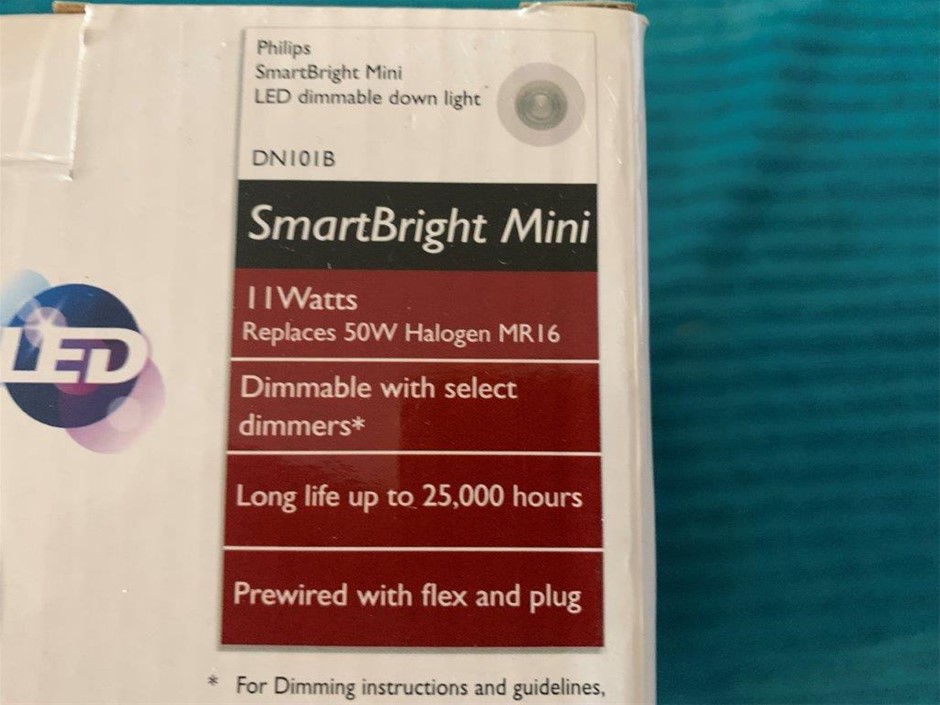 Philips
SmartBright Mini
LED dimmable down light
DN101B
SmartBright Mini
11Watts
Replaces 50W Halogen MR16
Dimmable with select
dimmers*
Long life up to 25,000 hours
Prewired with flex and plug
* For Dimming instructions and guidelines,
LED